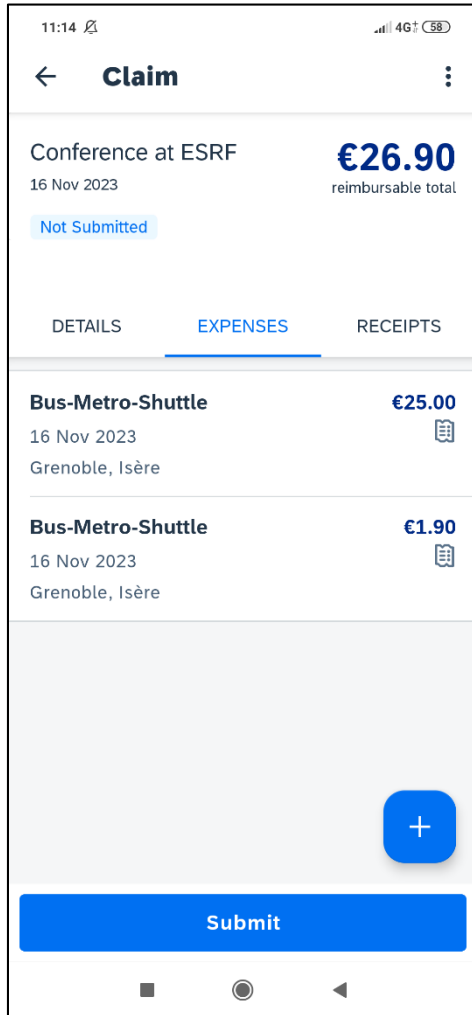 11:14 4G+ 58
Claim
Conference at ESRF €26.90
16 Nov 2023 reimbursable total
Not Submitted
DETAILS EXPENSES RECEIPTS
Bus-Metro-Shuttle €25.00
16 Nov 2023
Grenoble, Isère
Bus-Metro-Shuttle €1.90
16 Nov 2023
Grenoble, Isère
Submit